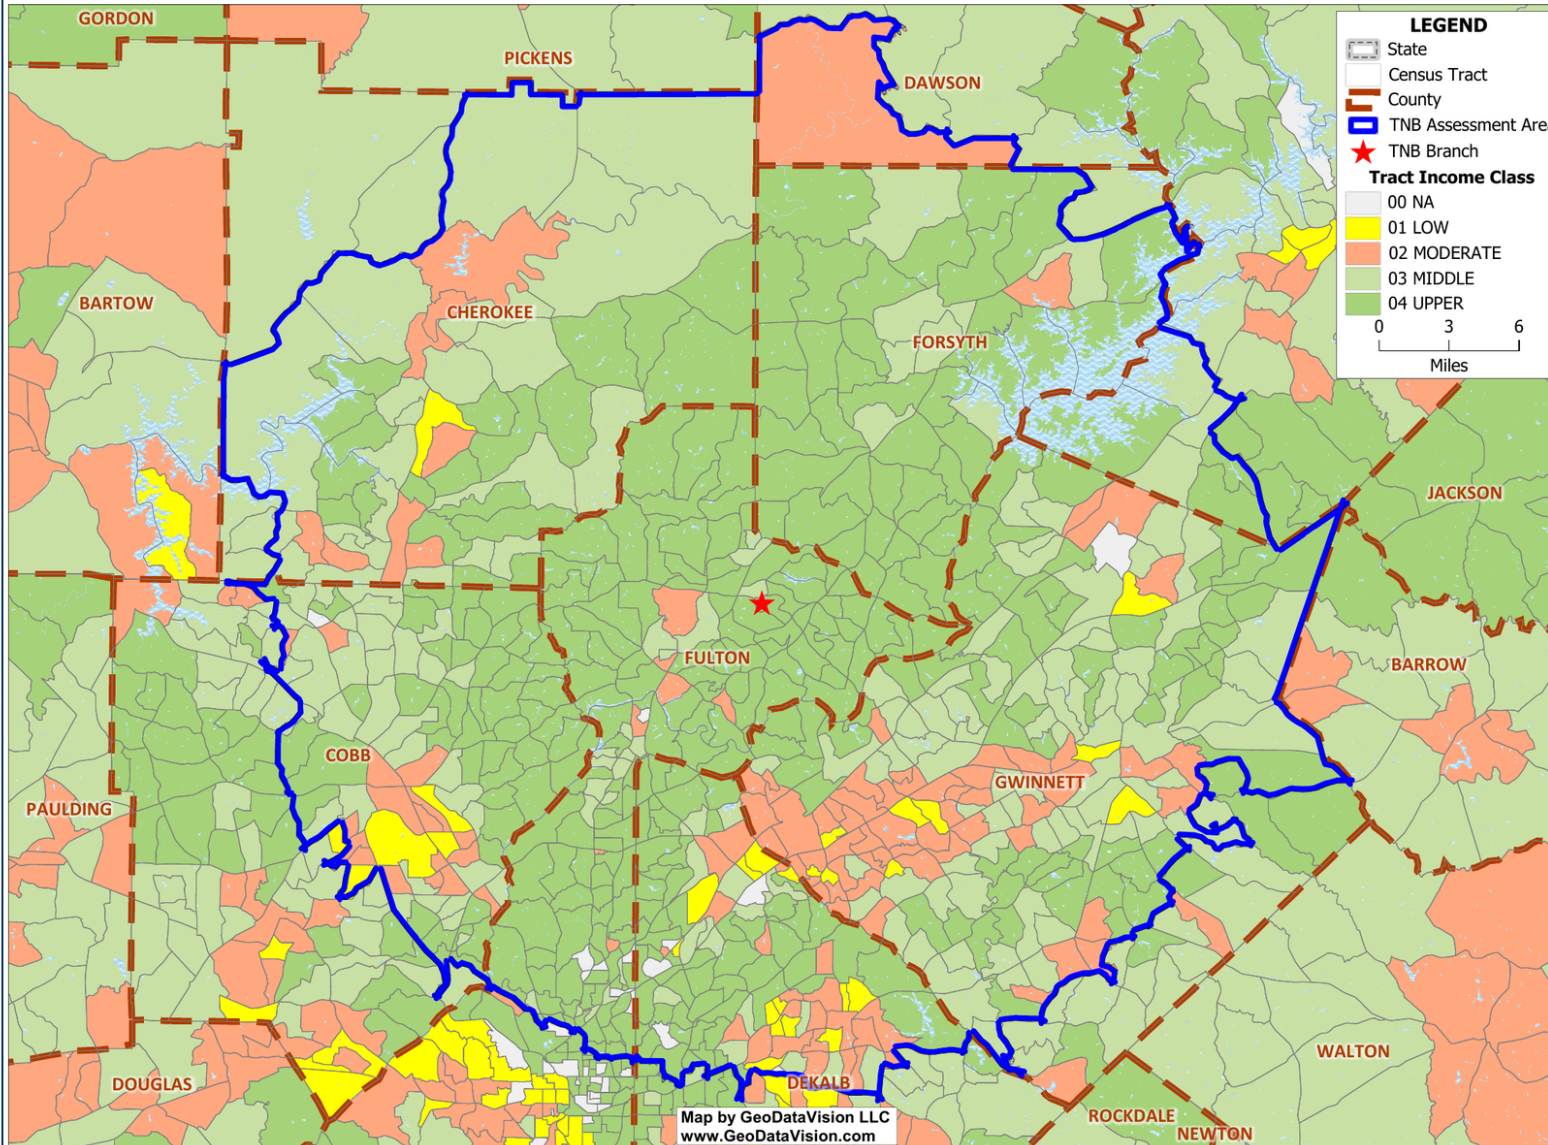 GORDON
PICKENS
DAWSON
LEGEND
State
Census Tract
County
TNB Assessment Are
TNB Branch
Tract Income Class
00 NA
01 LOW
02 MODERATE
03 MIDDLE
04 UPPER
0 3 6
Miles
BARTOW
CHEROKEE
FORSYTH
JACKSON
FULTON
BARROW
COBB
GWINNETT
PAULDING
WALTON
DOUGLAS
DEKALB
ROCKDALE
NEWTON
Map by GeoDataVision LLC
www.GeoDataVision.com